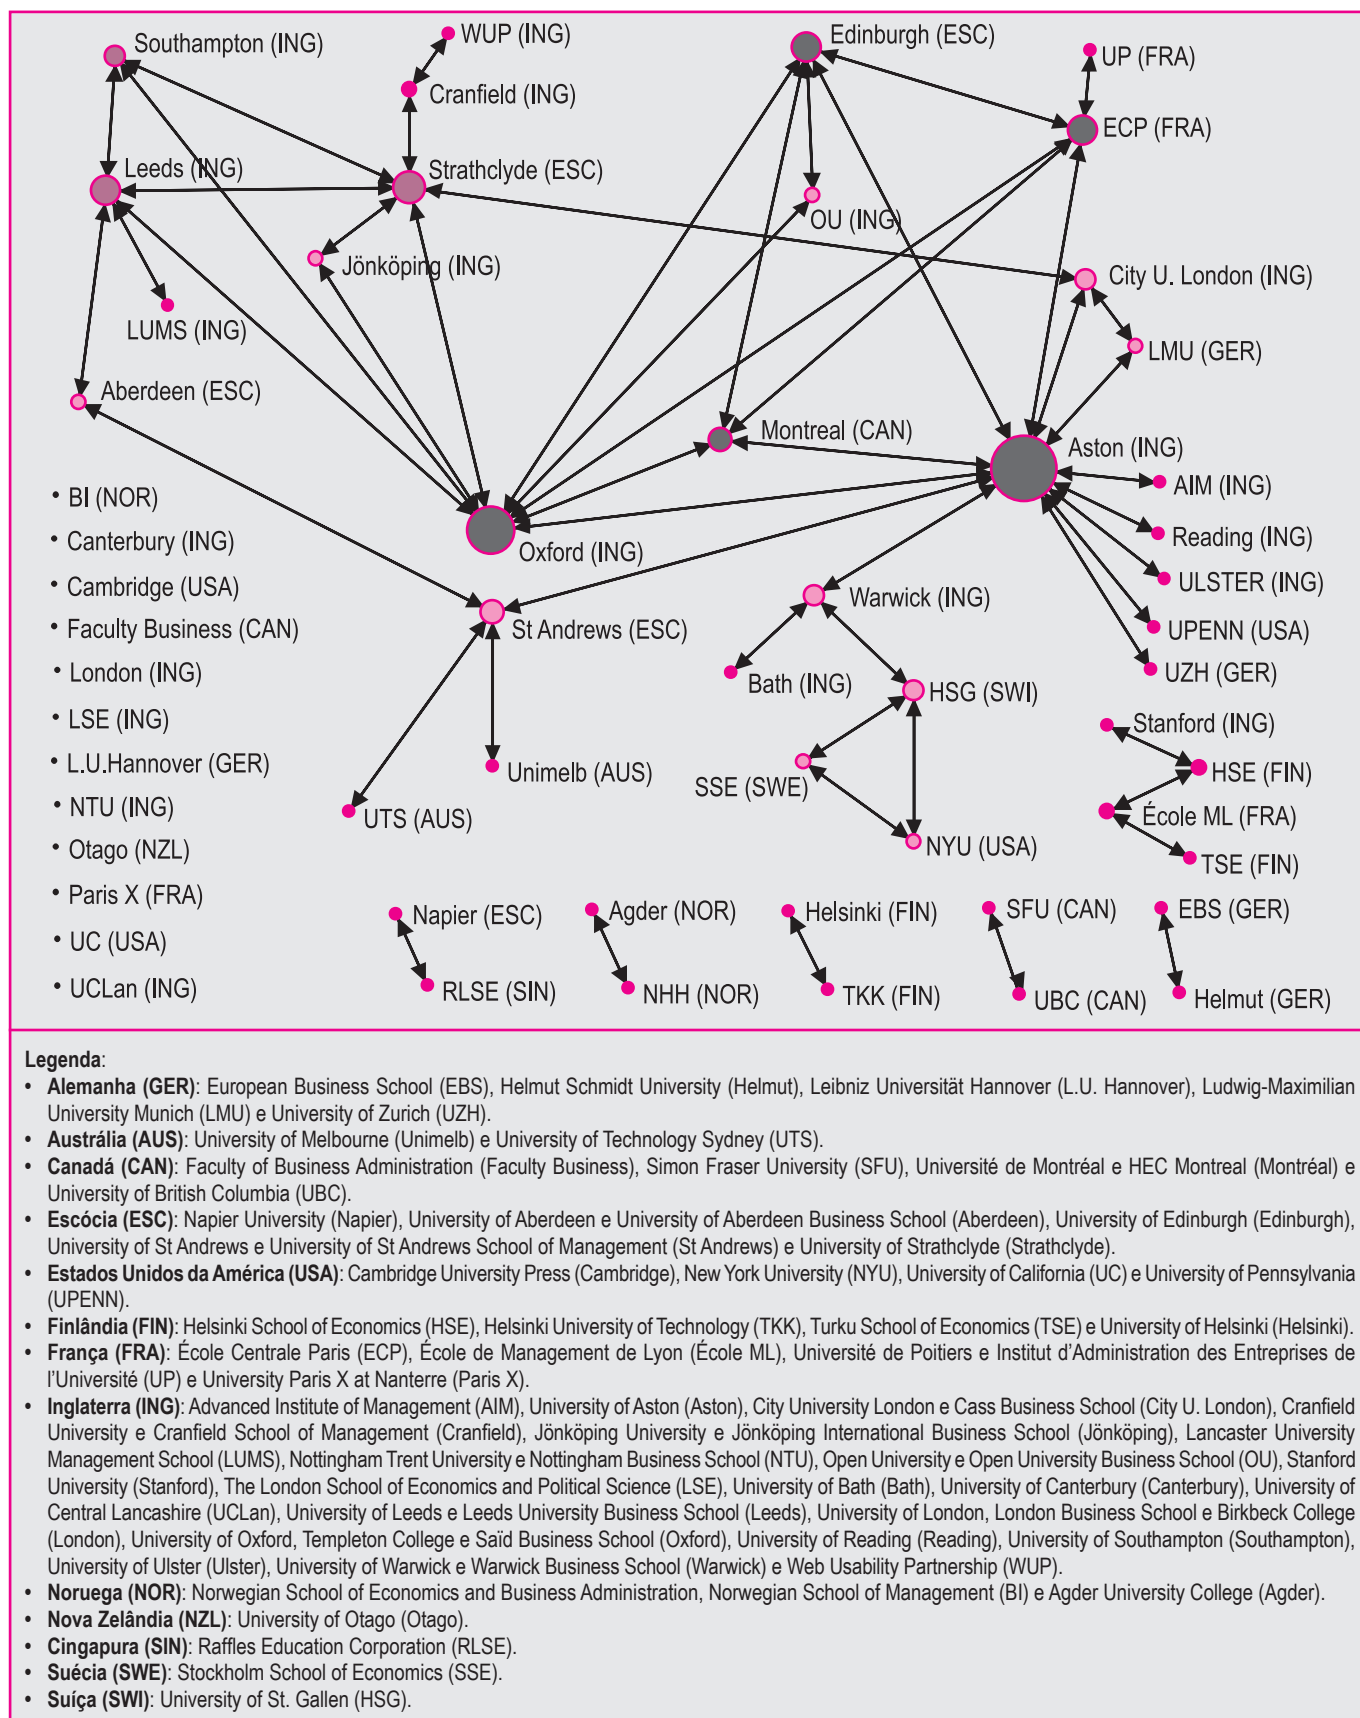 Southampton (ING)
WUP (ING)
Edinburgh (ESC)
UP (FRA)
Cranfield (ING)
ECP (FRA)
Leeds (ING)
Strathclyde (ESC)
OU (ING)
Jönköping (ING)
City U. London (ING)
LUMS (ING)
LMU (GER)
Aberdeen (ESC)
Montreal (CAN)
Aston (ING)
AIM (ING)
• BI (NOR)
Reading (ING)
• Canterbury (ING)
Oxford (ING)
• Cambridge (USA)
ULSTER (ING)
Warwick (ING)
• Faculty Business (CAN)
St Andrews (ESC)
UPENN (USA)
• London (ING)
Bath (ING)
UZH (GER)
HSG (SWI)
• LSE (ING)
Stanford (ING)
• L.U.Hannover (GER)
Unimelb (AUS)
HSE (FIN)
SSE (SWE)
• NTU (ING)
UTS (AUS)
École ML (FRA)
• Otago (NZL)
NYU (USA)
TSE (FIN)
• Paris X (FRA)
Napier (ESC)
Agder (NOR)
Helsinki (FIN)
SFU (CAN)
EBS (GER)
• UC (USA)
• UCLan (ING)
RLSE (SIN)
NHH (NOR)
TKK (FIN)
UBC (CAN)
Helmut (GER)
Legenda:
• Alemanha (GER): European Business School (EBS), Helmut Schmidt University (Helmut), Leibniz Universität Hannover (L.U. Hannover), Ludwig-Maximilian
University Munich (LMU) e University of Zurich (UZH).
• Austrália (AUS): University of Melbourne (Unimelb) e University of Technology Sydney (UTS).
• Canadá (CAN): Faculty of Business Administration (Faculty Business), Simon Fraser University (SFU), Université de Montréal e HEC Montreal (Montréal) e
University of British Columbia (UBC).
• Escócia (ESC): Napier University (Napier), University of Aberdeen e University of Aberdeen Business School (Aberdeen), University of Edinburgh (Edinburgh),
University of St Andrews e University of St Andrews School of Management (St Andrews) e University of Strathclyde (Strathclyde).
• Estados Unidos da América (USA): Cambridge University Press (Cambridge), New York University (NYU), University of California (UC) e University of Pennsylvania
(UPENN).
• Finlândia (FIN): Helsinki School of Economics (HSE), Helsinki University of Technology (TKK), Turku School of Economics (TSE) e University of Helsinki (Helsinki).
• França (FRA): École Centrale Paris (ECP), École de Management de Lyon (École ML), Université de Poitiers e Institut d’Administration des Entreprises de
l’Université (UP) e University Paris X at Nanterre (Paris X).
• Inglaterra (ING): Advanced Institute of Management (AIM), University of Aston (Aston), City University London e Cass Business School (City U. London), Cranfield
University e Cranfield School of Management (Cranfield), Jönköping University e Jönköping International Business School (Jönköping), Lancaster University
Management School (LUMS), Nottingham Trent University e Nottingham Business School (NTU), Open University e Open University Business School (OU), Stanford
University (Stanford), The London School of Economics and Political Science (LSE), University of Bath (Bath), University of Canterbury (Canterbury), University of
Central Lancashire (UCLan), University of Leeds e Leeds University Business School (Leeds), University of London, London Business School e Birkbeck College
(London), University of Oxford, Templeton College e Saïd Business School (Oxford), University of Reading (Reading), University of Southampton (Southampton),
University of Ulster (Ulster), University of Warwick e Warwick Business School (Warwick) e Web Usability Partnership (WUP).
• Noruega (NOR): Norwegian School of Economics and Business Administration, Norwegian School of Management (BI) e Agder University College (Agder).
• Nova Zelândia (NZL): University of Otago (Otago).
• Cingapura (SIN): Raffles Education Corporation (RLSE).
• Suécia (SWE): Stockholm School of Economics (SSE).
• Suíça (SWI): University of St. Gallen (HSG).